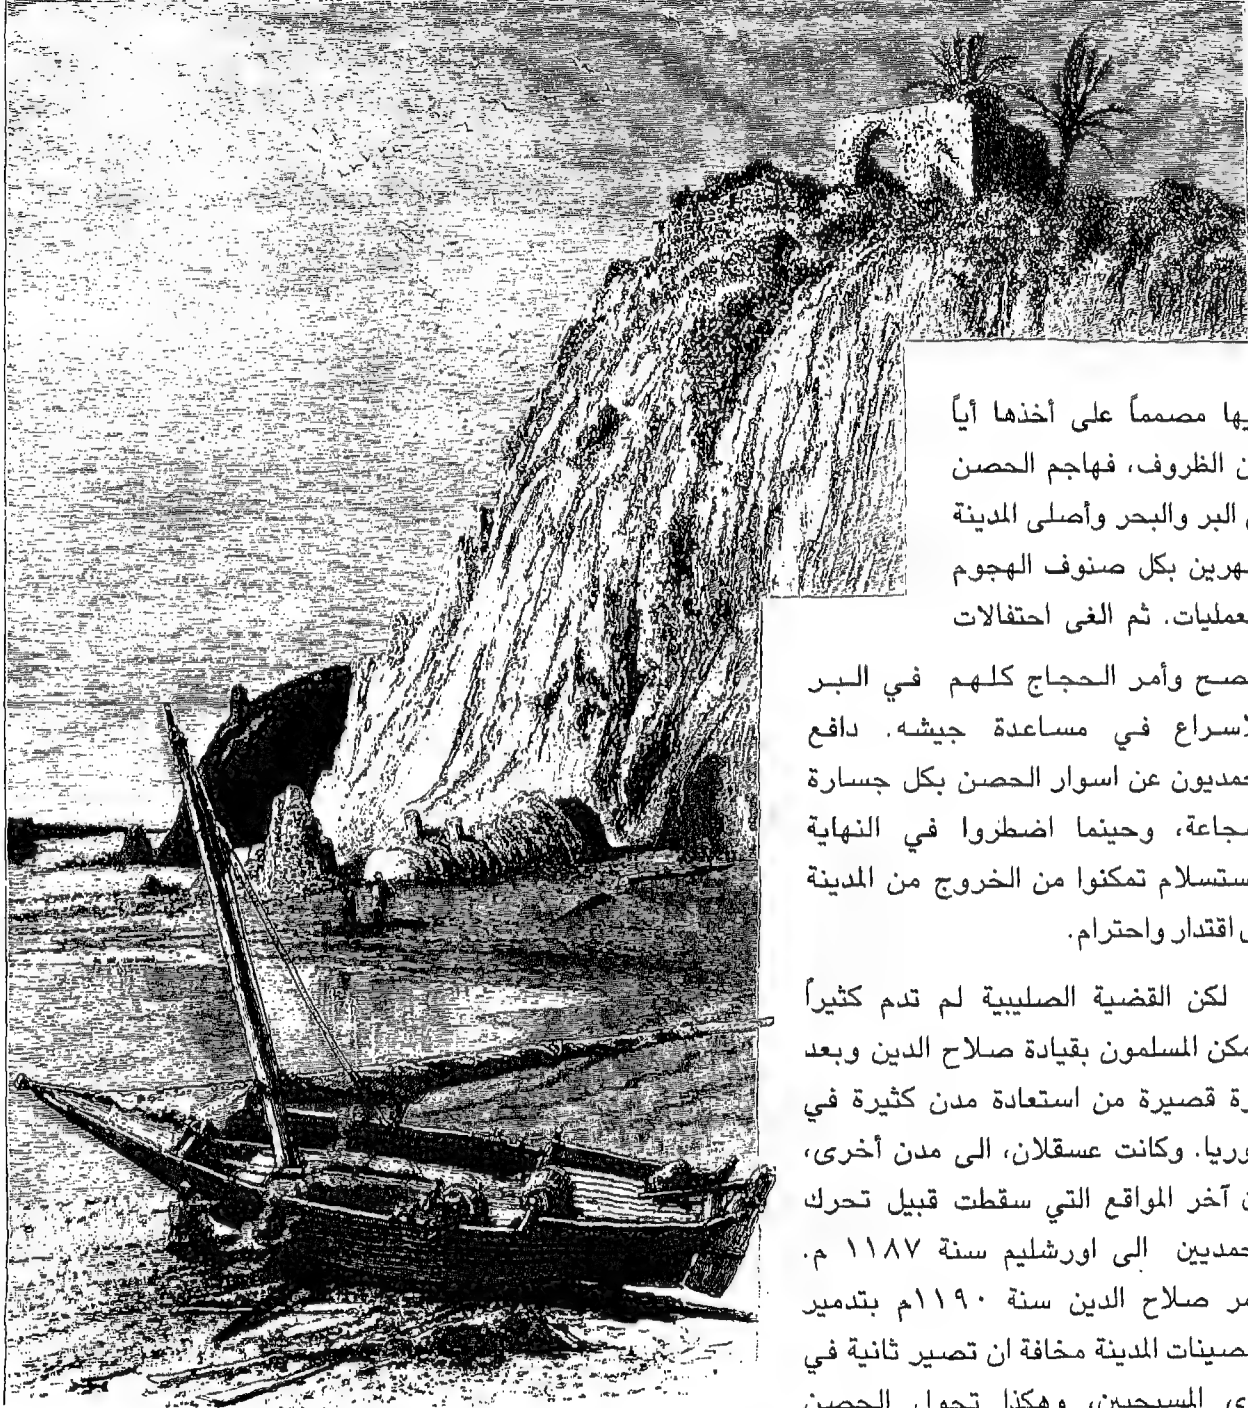 يها مصمماً على أخذها أياً
ن الظروف، فهاجم الحصن
البر والبحر وأصلى المدينة
هرين بكل صنوف الهجوم
عمليات. ثم الغى احتفالات
صح وأمر الحجاج كلهم في البر
لاسراع في مساعدة جيشه. دافع
حمديون عن اسوار الحصن بكل جسارة
جاعة، وحينما اضطروا في النهاية
ستسلام تمكنوا من الخروج من المدينة
اقتدار واحترام.
لكن القضية الصليبية لم تدم كثيراً
مكن المسلمون بقيادة صلاح الدين وبعد
رة قصيرة من استعادة مدن كثيرة في
وريا. وكانت عسقلان، الى مدن أخرى،
ن آخر المواقع التي سقطت قبيل تحرك
حمديين إلى اورشليم سنة ١١٨٧ م.
مر صلاح الدين سنة ١١٩٠م بتدمير
صينات المدينة مخافة ان تصير ثانية في
ى المسيحيين، وهكذا تحول الحصن